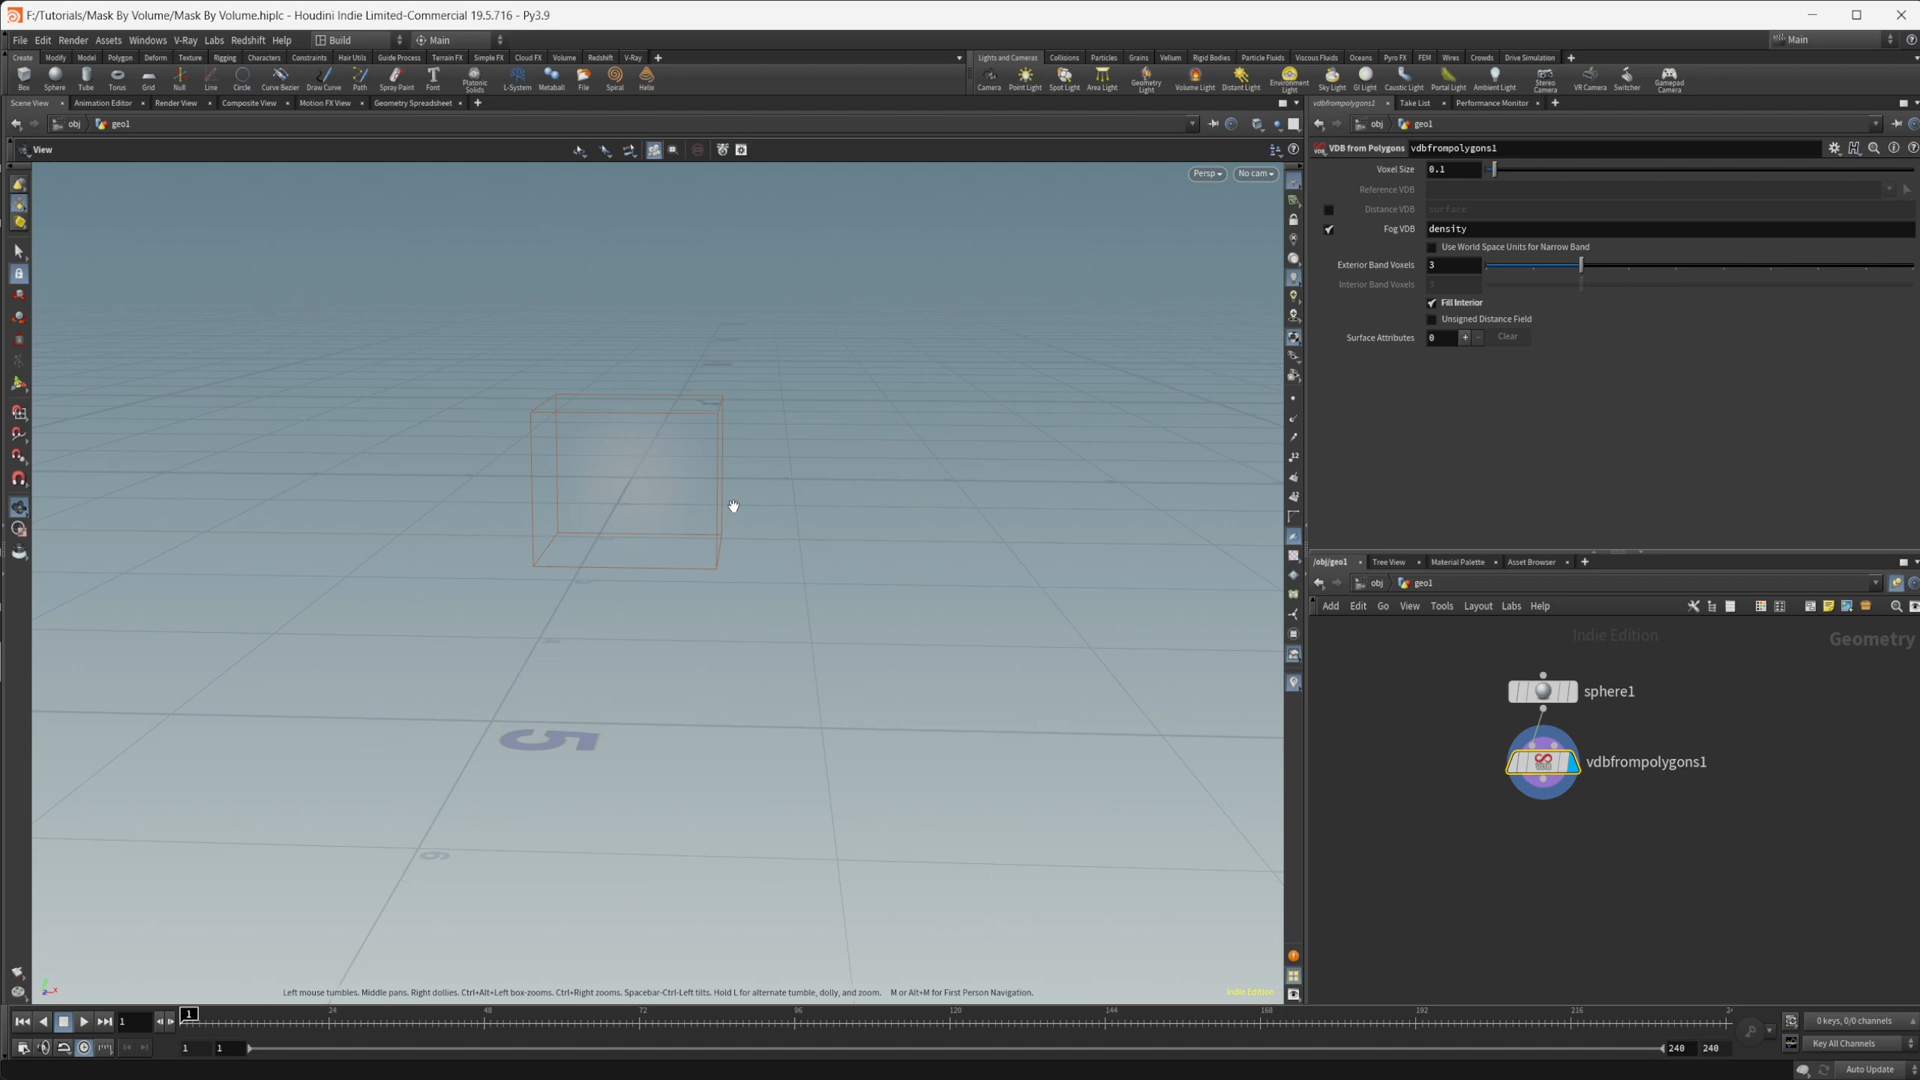 F:/Tutorials/Mask By Volume/Mask By Volume.hiplc - Houdini Indie Limited-Commercial 19.5.716 - Py3.9
File Edit Render Assets Windows V-Ray Labs Redshift Help Build Main Main
Create Modify Model Polygon Deform Texture Rigging Characters Constraints Hair Utils Guide Process Terrain FX Simple FX Cloud FX Volume Redshift V-Ray
Lights and Cameras Collisions Particles Grains Vellum Rigid Bodies Particle Fluids Viscous Fluids Oceans Pyro FX FEM Wires Crowds Drive Simulation
Box Sphere Tube Torus Grid Null Line Circle Curve Bezier Draw Curve Path Spray Paint Font Platonic Solids L-System Metaball File Spiral Helix
Camera Point Light Spot Light Area Light Geometry Light Volume Light Distant Light Environment Light Sky Light GI Light Caustic Light Portal Light Ambient Light Stereo Camera VR Camera Switcher Gamepad Camera
Scene View Animation Editor Render View Composite View Motion FX View Geometry Spreadsheet
vdbfrompolygons1 Take List Performance Monitor
obj geo1
obj geo1
View
VDB from Polygons vdbfrompolygons1
Persp No cam
Voxel Size 0.1
Reference VDB
Distance VDB surface
Fog VDB density
Use World Space Units for Narrow Band
Exterior Band Voxels 3
Interior Band Voxels 3
Fill Interior
Unsigned Distance Field
Surface Attributes 0 + - Clear
/obj/geo1 Tree View Material Palette Asset Browser
obj geo1
Add Edit Go View Tools Layout Labs Help
Indie Edition
Geometry
sphere1
vdbfrompolygons1
5
6
Left mouse tumbles. Middle pans. Right dollies. Ctrl+Alt+Left box-zooms. Ctrl+Right zooms. Spacebar-Ctrl-Left tilts. Hold L for alternate tumble, dolly, and zoom. M or Alt+M for First Person Navigation.
Indie Edition
1 1 24 48 72 96 120 144 168 192 216 24
0 keys, 0/0 channels
1 1 240 240
Key All Channels
Auto Update